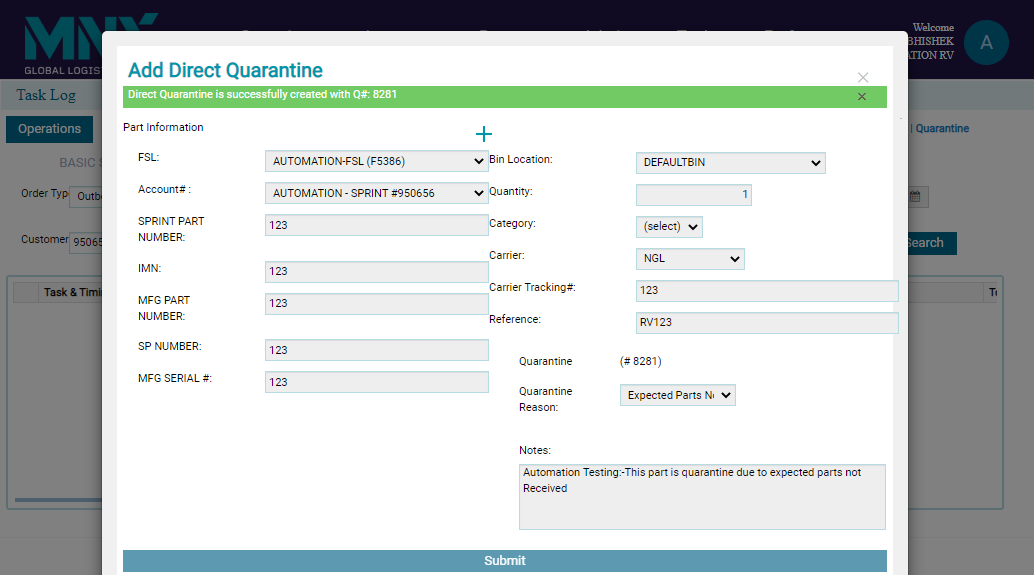 MNX
GLOBAL LOGIST
Welcome
BHISHEK
ATION RV
A
Task Log
Operations
| Quarantine
BASIC S
Order Typ
Outb
Customer
95065
Search
Task & Timi
Add Direct Quarantine
Direct Quarantine is successfully created with Q#: 8281
Part Information
FSL:
AUTOMATION-FSL (F5386)
Account# :
AUTOMATION - SPRINT #950656
SPRINT PART
NUMBER:
123
IMN:
123
MFG PART
NUMBER:
123
SP NUMBER:
123
MFG SERIAL #:
123
Bin Location:
DEFAULTBIN
Quantity:
1
Category:
(select)
Carrier:
NGL
Carrier Tracking#:
123
Reference:
RV123
Quarantine
(# 8281)
Quarantine
Reason:
Expected Parts N
Notes:
Automation Testing:-This part is quarantine due to expected parts not
Received
Submit